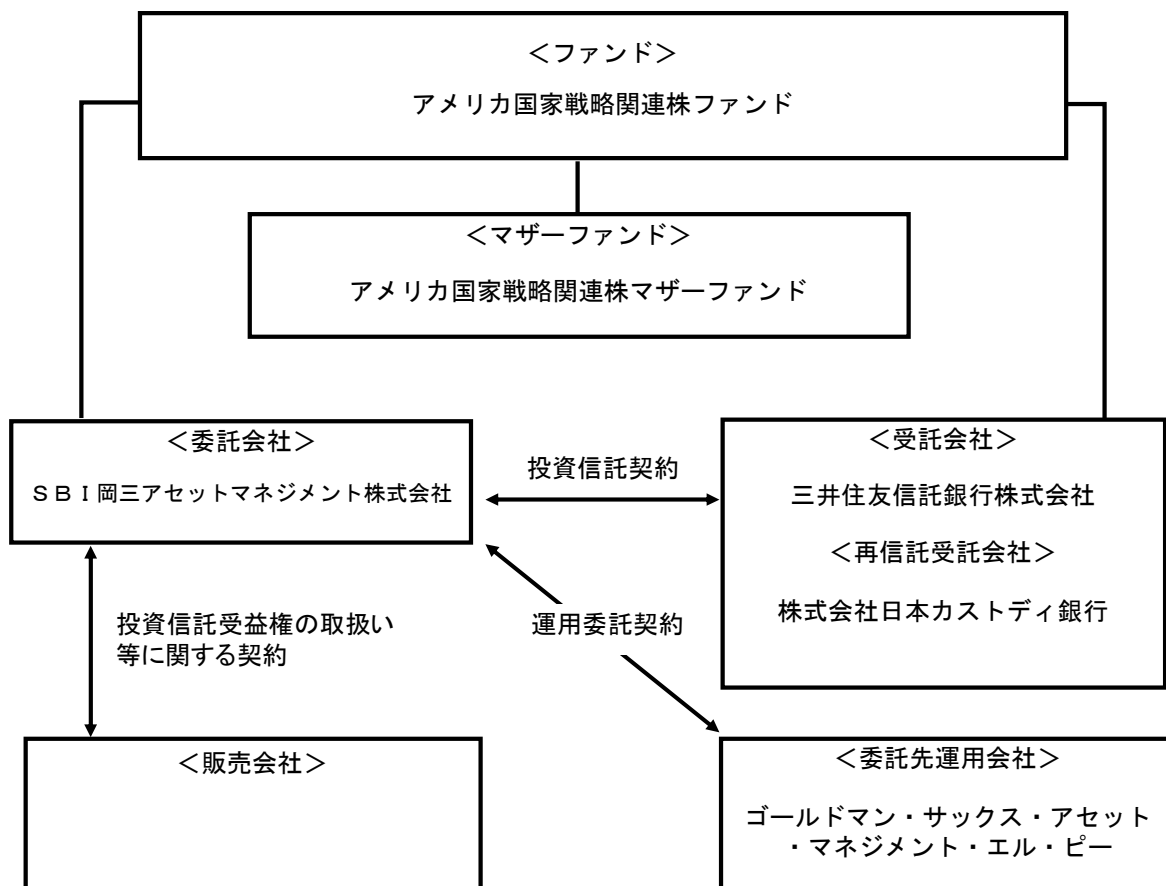 ＜ファンド＞
アメリカ国家戦略関連株ファンド
＜マザーファンド＞
アメリカ国家戦略関連株マザーファンド
＜委託会社＞
ＳＢＩ岡三アセットマネジメント株式会社
投資信託契約
＜受託会社＞
三井住友信託銀行株式会社
＜再信託受託会社＞
株式会社日本カストディ銀行
投資信託受益権の取扱い
等に関する契約
運用委託契約
＜販売会社＞
＜委託先運用会社＞
ゴールドマン・サックス・アセット
・マネジメント・エル・ピー